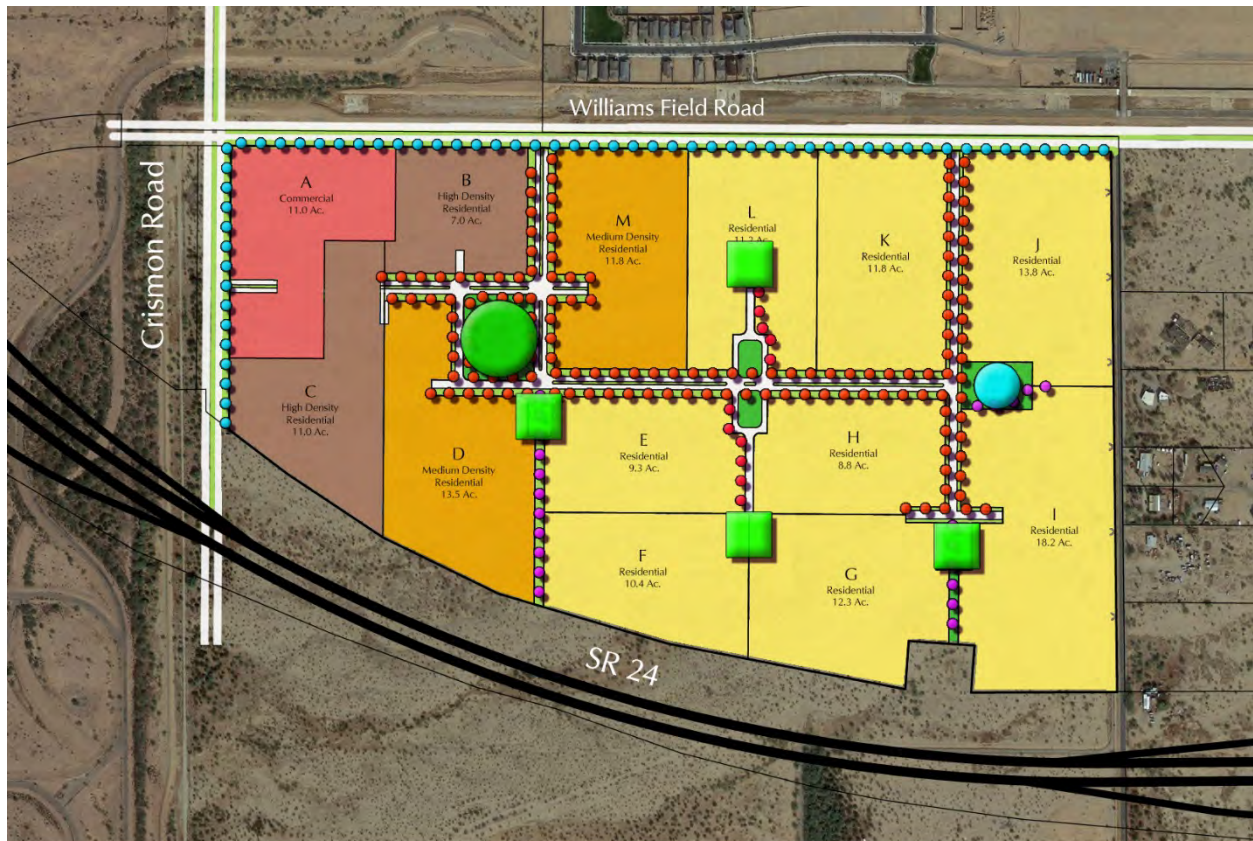 Williams Field Road
Crismon Road
A
Commercial
11.0 Ac.
B
High Density
Residential
7.0 Ac.
M
Medium Density
Residential
11.8 Ac.
L
Residential
K
Residential
11.8 Ac.
J
Residential
13.8 Ac.
C
High Density
Residential
11.0 Ac.
D
Medium Density
Residential
13.5 Ac.
E
Residential
9.3 Ac.
H
Residential
8.8 Ac.
I
Residential
18.2 Ac.
F
Residential
10.4 Ac.
G
Residential
12.3 Ac.
SR 24